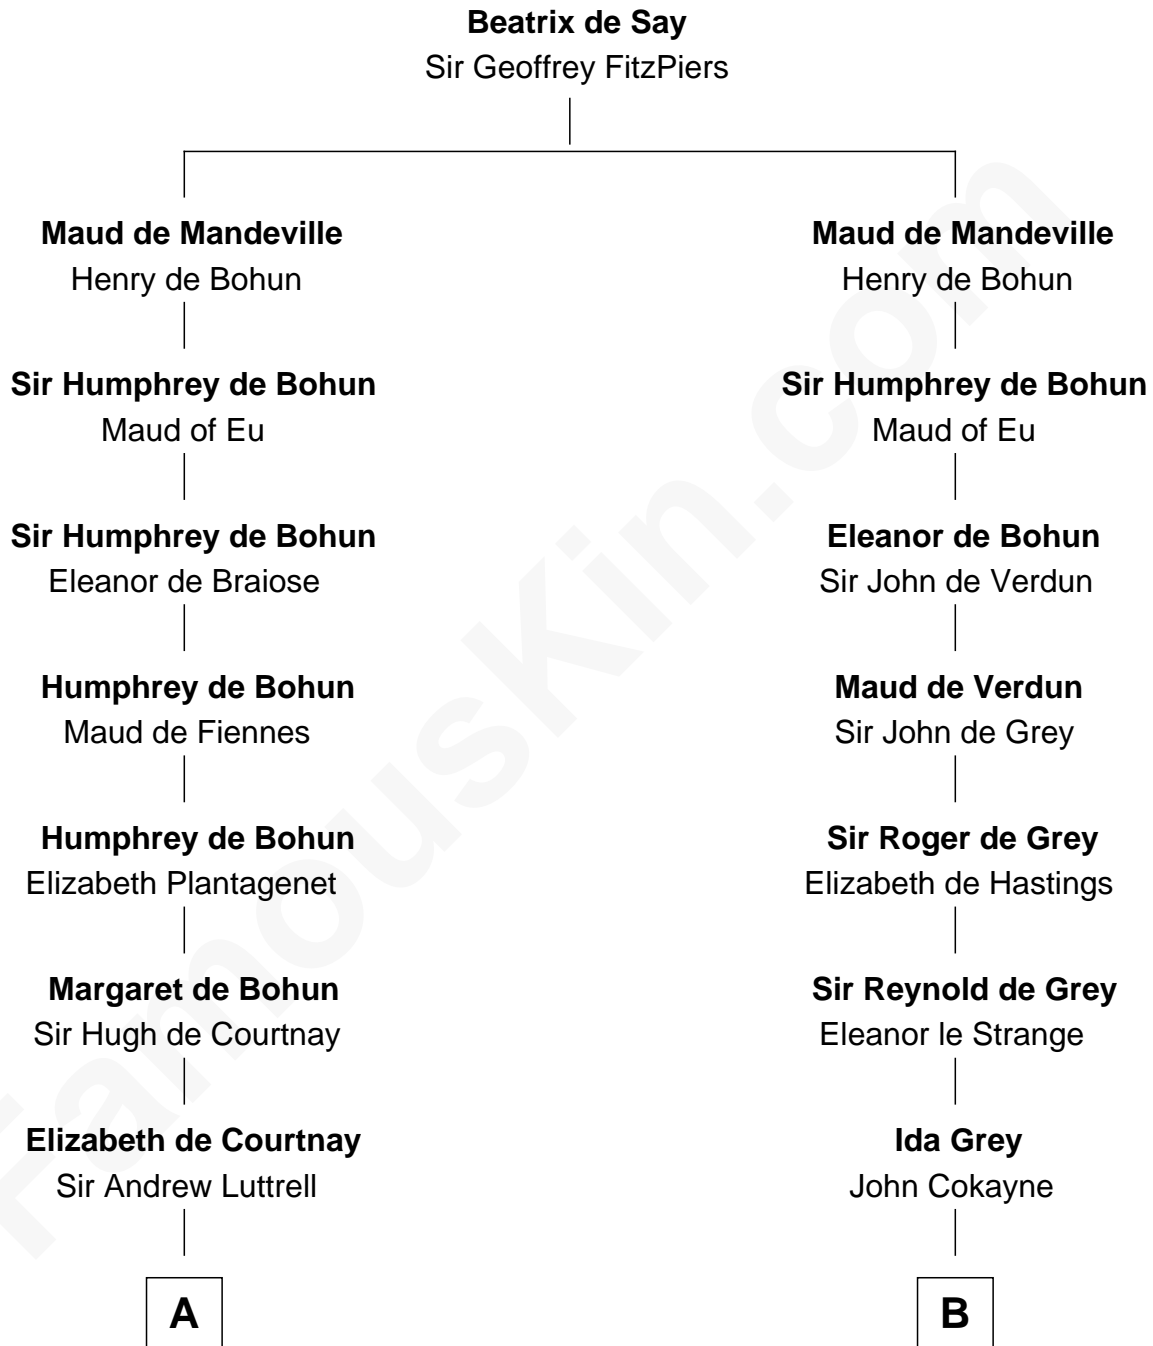 Beatrix de Say
Sir Geoffrey FitzPiers
Maud de Mandeville
Henry de Bohun
Sir Humphrey de Bohun
Maud of Eu
Sir Humphrey de Bohun
Eleanor de Braiose
Humphrey de Bohun
Maud de Fiennes
Humphrey de Bohun
Elizabeth Plantagenet
Margaret de Bohun
Sir Hugh de Courtnay
Elizabeth de Courtnay
Sir Andrew Luttrell
A
Maud de Mandeville
Henry de Bohun
Sir Humphrey de Bohun
Maud of Eu
Eleanor de Bohun
Sir John de Verdun
Maud de Verdun
Sir John de Grey
Sir Roger de Grey
Elizabeth de Hastings
Sir Reynold de Grey
Eleanor le Strange
Ida Grey
John Cokayne
B
FamousKin.com